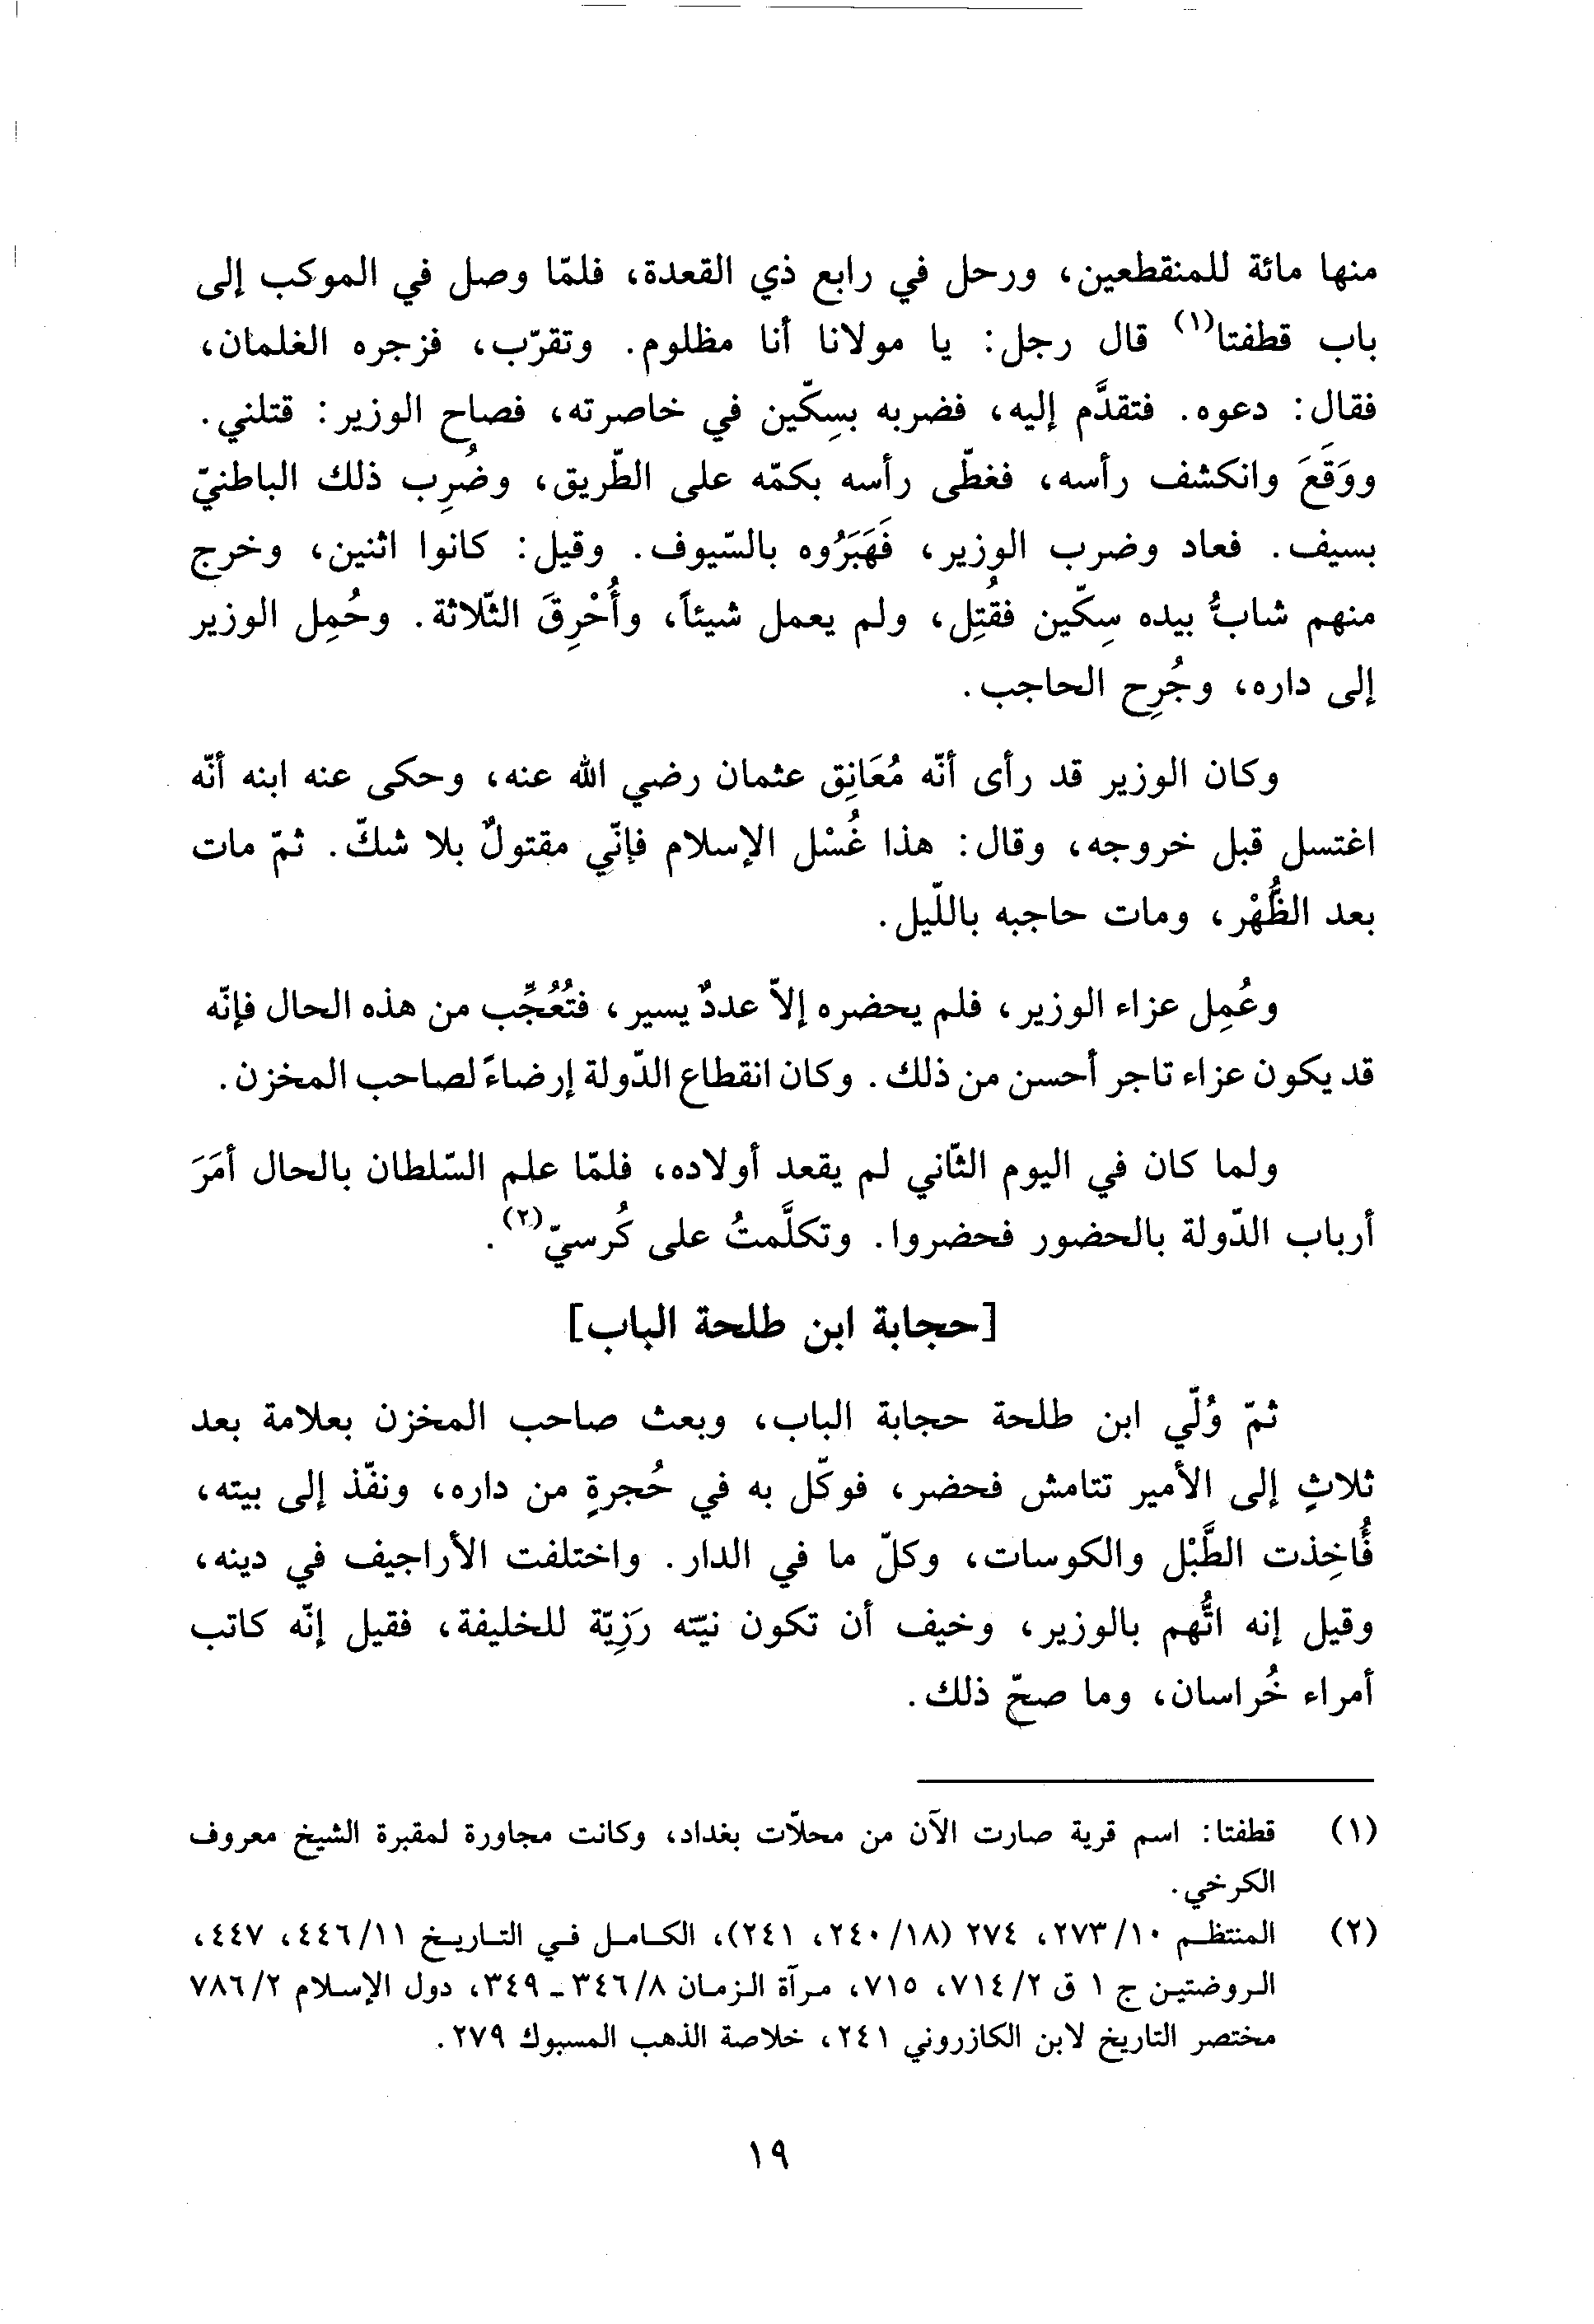 منها مائة للمنقطعين، ورحل في رابع ذي القعدة، فلمّا وصل في الموكب إلى
باب قطفتا(١) قال رجل: يا مولانا أنا مظلوم. وتقرّب، فزجره الغلمان،
فقال: دعوه. فتقدَّم إليه، فضربه بسِكّين في خاصرته، فصاح الوزير: قتلني.
ووَقَعَ وانكشف رأسه، فغطّى رأسه بكمّه على الطّريق، وضُرِب ذلك الباطنيّ
بسيف. فعاد وضرب الوزير، فَهَبَرُوه بالسّيوف. وقيل: كانوا اثنين، وخرج
منهم شابُّ بيده سِكّين فقُتِل، ولم يعمل شيئاً، وأُحْرِقَ الثّلاثة. وحُمِل الوزير
إلى داره، وجُرِح الحاجب.
وكان الوزير قد رأى أنّه مُعَانِق عثمان رضي الله عنه، وحكى عنه ابنه أنّه
اغتسل قبل خروجه، وقال: هذا غُسْل الإسلام فإنّي مقتولٌ بلا شكّ. ثمّ مات
بعد الظُّهْر، ومات حاجبه باللّيل.
وعُمِل عزاء الوزير، فلم يحضره إلاّ عددٌ يسير، فتُعُجِّب من هذه الحال فإنّه
قد يكون عزاء تاجر أحسن من ذلك. وكان انقطاع الدّولة إرضاءً لصاحب المخزن.
ولما كان في اليوم الثّاني لم يقعد أولاده، فلمّا علم السّلطان بالحال أمَرَ
أرباب الدّولة بالحضور فحضروا. وتكلَّمتُ على كُرسيّ(٢).
[حجابة ابن طلحة الباب]
ثمّ وُلّي ابن طلحة حجابة الباب، وبعث صاحب المخزن بعلامة بعد
ثلاثٍ إلى الأمير تتامش فحضر، فوكّل به في حُجرةٍ من داره، ونفّذ إلى بيته،
فأُخِذت الطَّبْل والكوسات، وكلّ ما في الدار. واختلفت الأراجيف في دينه،
وقيل إنه اتُّهم بالوزير، وخيف أن تكون نيّته رَزِيّة للخليفة، فقيل إنّه كاتب
أمراء خُراسان، وما صحّ ذلك.
(١) قطفتا: اسم قرية صارت الآن من محلاّت بغداد، وكانت مجاورة لمقبرة الشيخ معروف
الكرخي.
(٢) المنتظم ١٠/ ٢٧٣، ٢٧٤ (١٨/ ٢٤٠، ٢٤١)، الكامل في التاريخ ١١/ ٤٤٦، ٤٤٧،
الروضتين ج ١ ق ٢/ ٧١٤، ٧١٥، مرآة الزمان ٨/ ٣٤٦ - ٣٤٩، دول الإسلام ٢/ ٧٨٦
مختصر التاريخ لابن الكازروني ٢٤١، خلاصة الذهب المسبوك ٢٧٩.
١٩